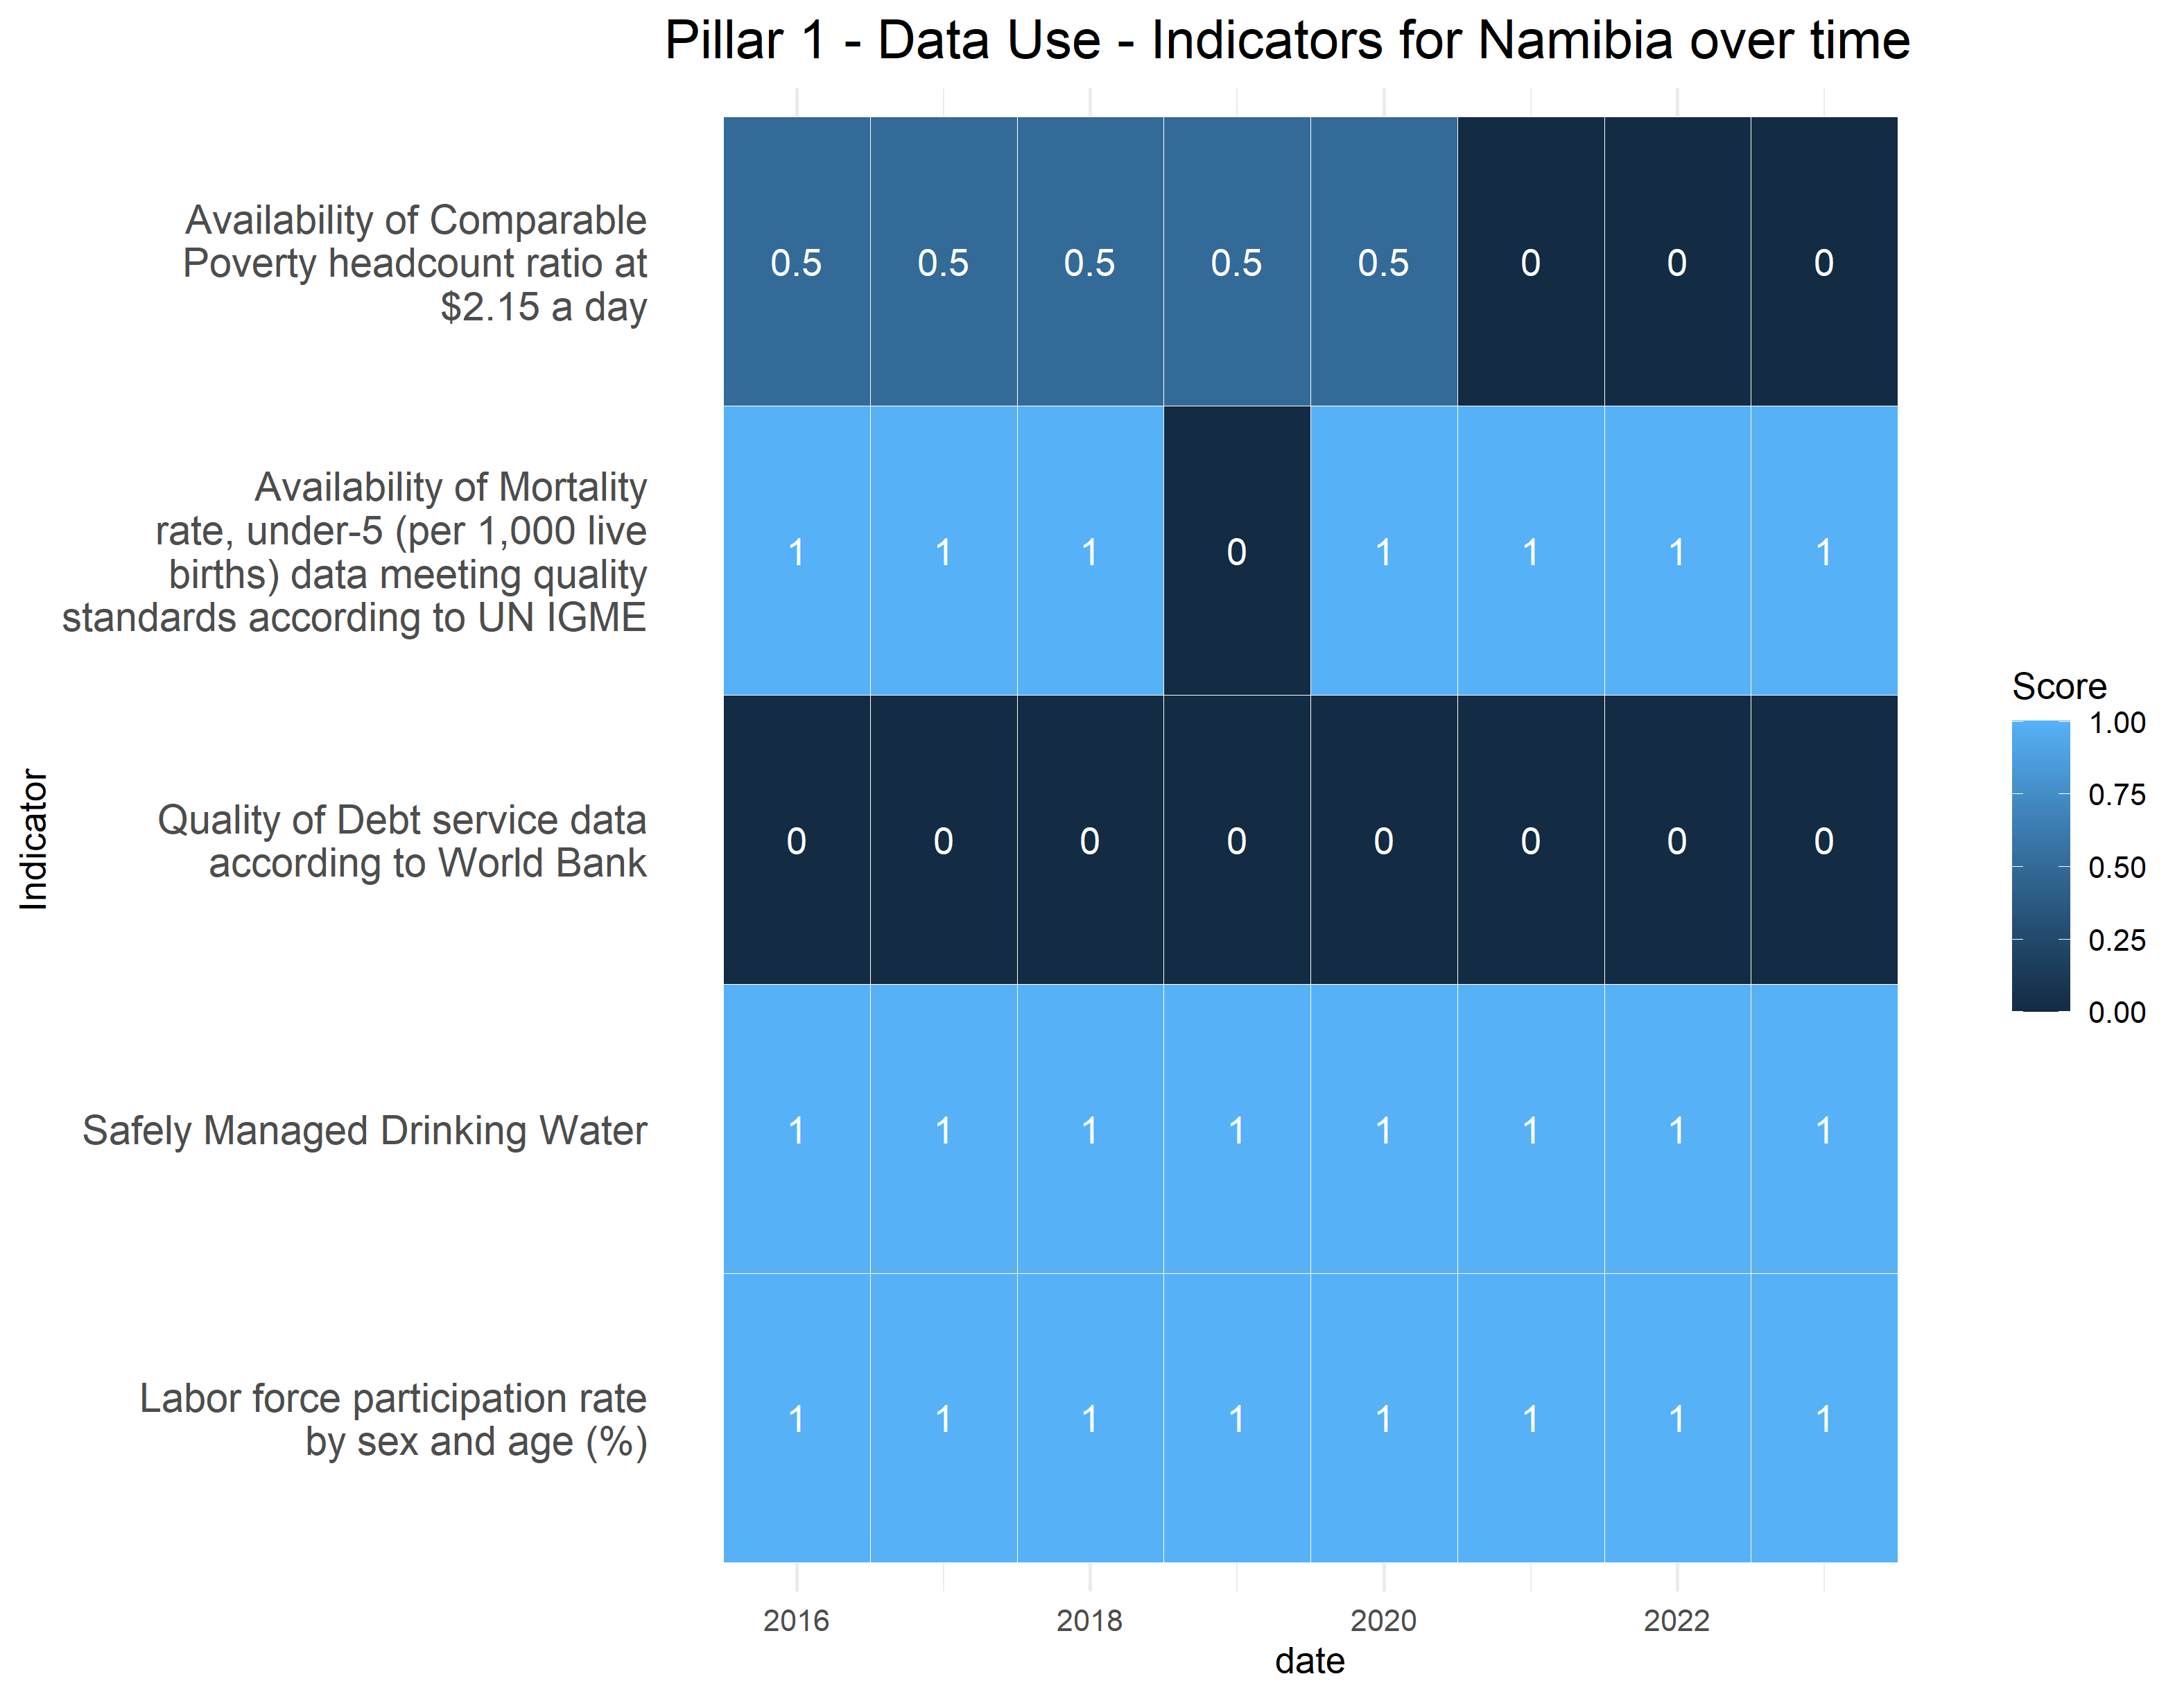 Pillar 1 - Data Use - Indicators for Namibia over time
Indicator
Availability of Comparable
Poverty headcount ratio at
$2.15 a day
0.5 0.5 0.5 0.5 0.5 0 0 0
Availability of Mortality
rate, under-5 (per 1,000 live
births) data meeting quality
standards according to UN IGME
1 1 1 0 1 1 1 1
Quality of Debt service data
according to World Bank
0 0 0 0 0 0 0 0
Safely Managed Drinking Water
1 1 1 1 1 1 1 1
Labor force participation rate
by sex and age (%)
1 1 1 1 1 1 1 1
2016 2018 2020 2022
date
Score
1.00
0.75
0.50
0.25
0.00